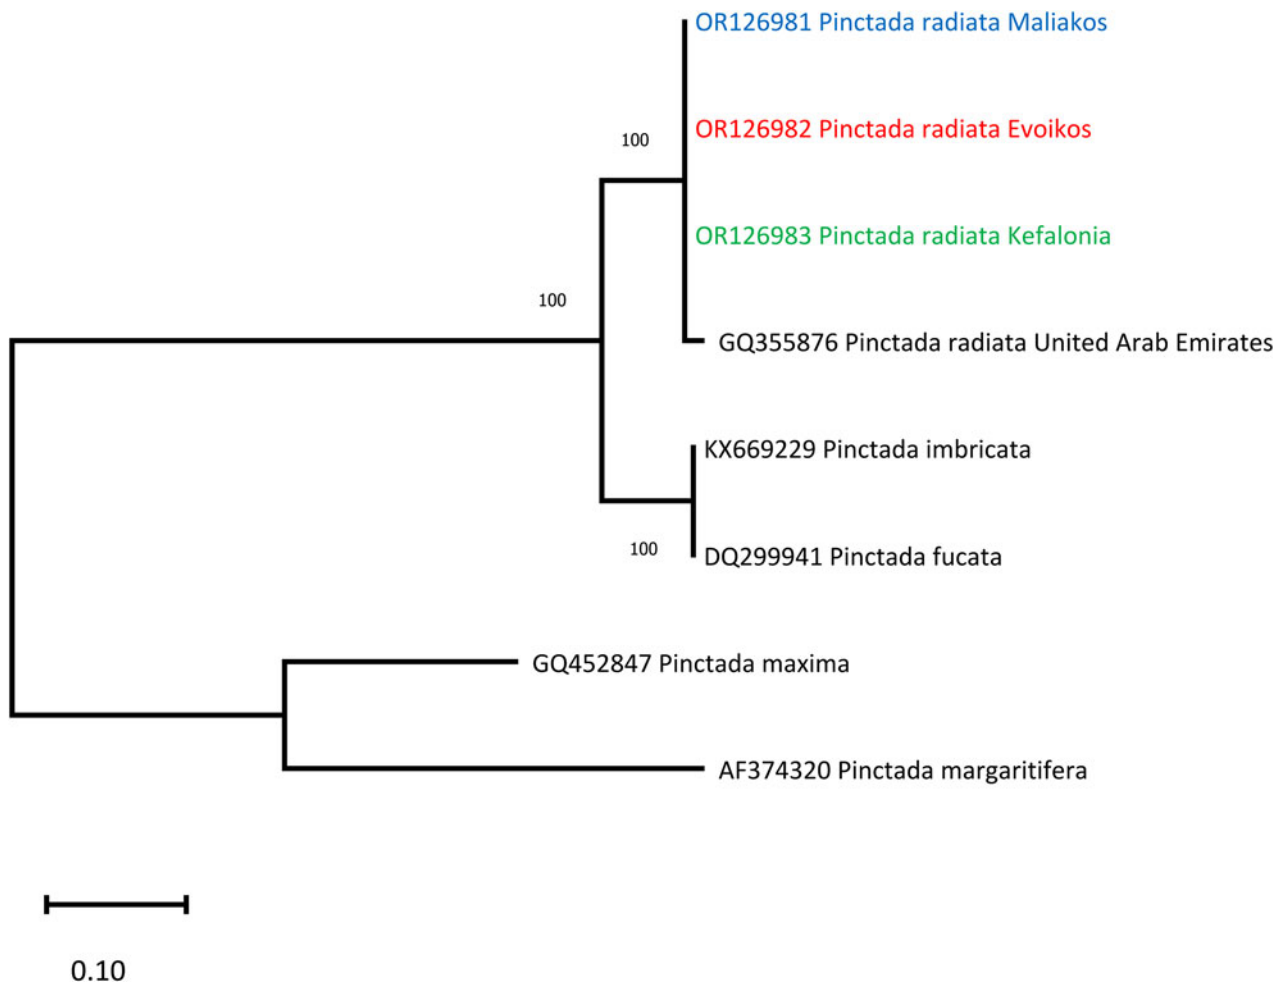 OR126981 Pinctada radiata Maliakos
OR126982 Pinctada radiata Evoikos
100
OR126983 Pinctada radiata Kefalonia
100
GQ355876 Pinctada radiata United Arab Emirates
KX669229 Pinctada imbricata
100
DQ299941 Pinctada fucata
GQ452847 Pinctada maxima
AF374320 Pinctada margaritifera
0.10